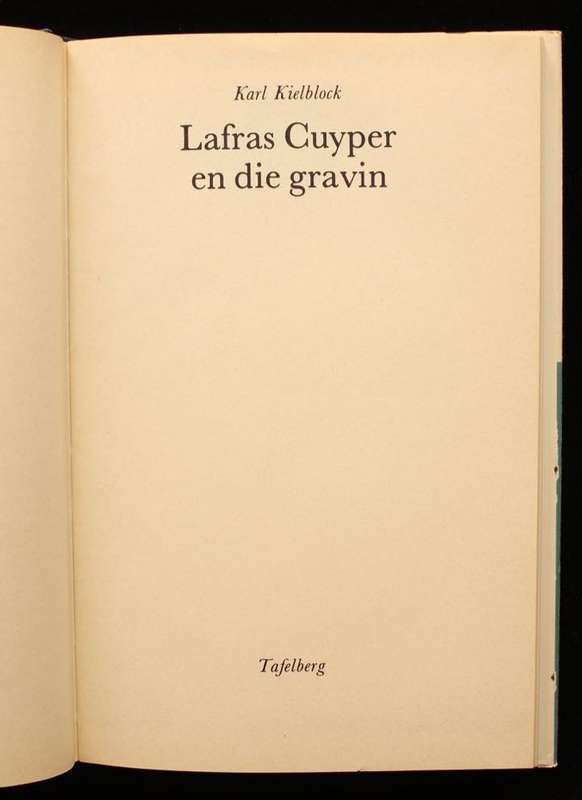 Karl Kielblock
Lafras Cuyper
en die gravin
Tafelberg